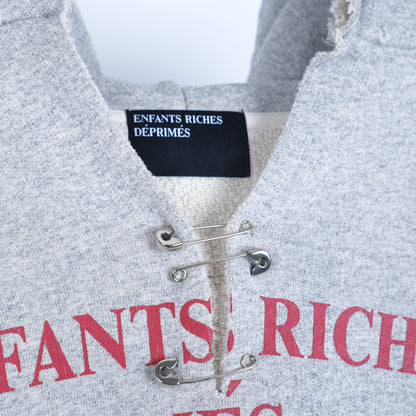 ENFANTS RICHES
DÉPRIMÉS
FANTS RICH